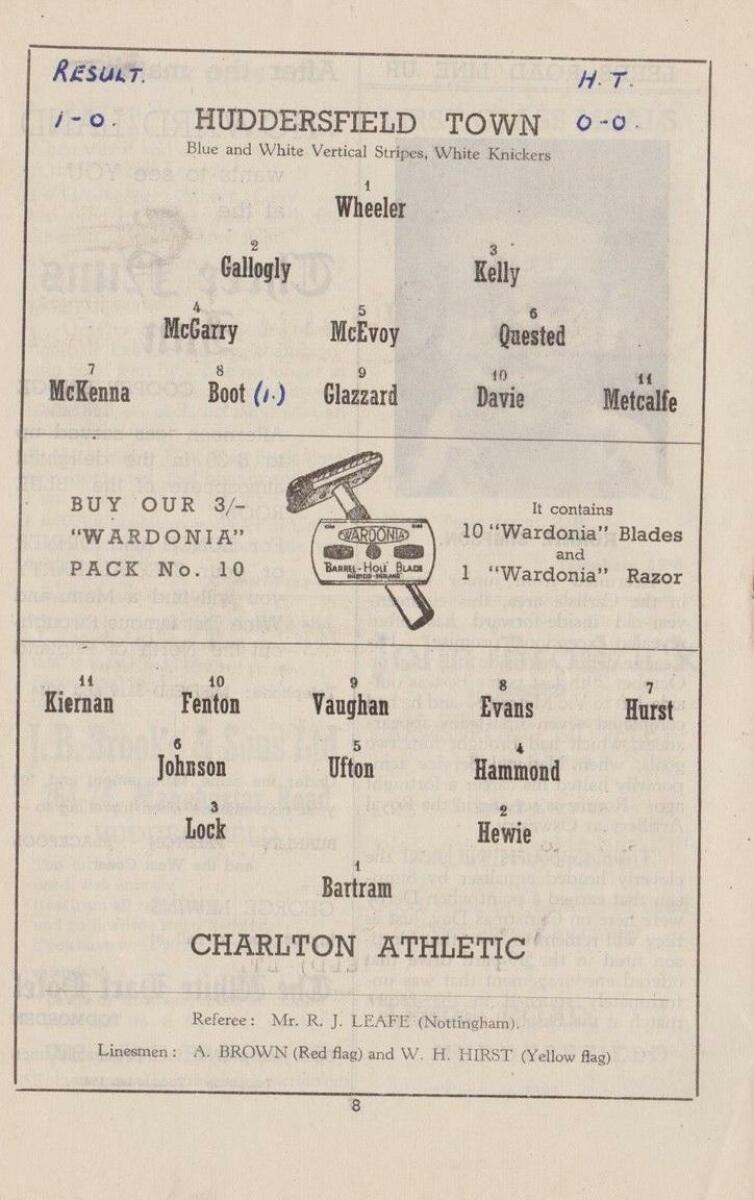 RESULT. H.T.
1-0. HUDDERSFIELD TOWN 0-0.
Blue and White Vertical Stripes, White Knickers
1
Wheeler
2 3
Gallogly Kelly
4 5 6
McGarry McEvoy Quested
7 8 9 10 11
McKenna Boot (1.) Glazzard Davie Metcalfe
BUY OUR 3/-
"WARDONIA"
PACK No. 10
WARDONIA
"BARREL-HOLE" BLADE
It contains
10 "Wardonia" Blades
and
1 "Wardonia" Razor
11 10 9 8 7
Kiernan Fenton Vaughan Evans Hurst
6 5 4
Johnson Ufton Hammond
3 2
Lock Hewie
1
Bartram
CHARLTON ATHLETIC
Referee: Mr. R. J. LEAFE (Nottingham).
Linesmen: A. BROWN (Red flag) and W. H. HIRST (Yellow flag)
8